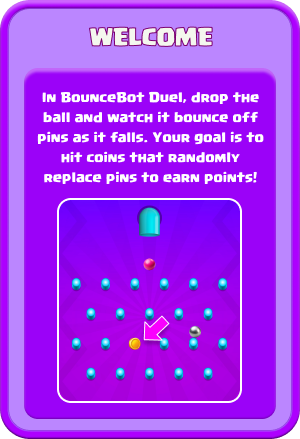 WELCOME
In BounceBot Duel, drop the
ball and watch it bounce off
pins as it falls. Your goal is to
hit coins that randomly
replace pins to earn points!